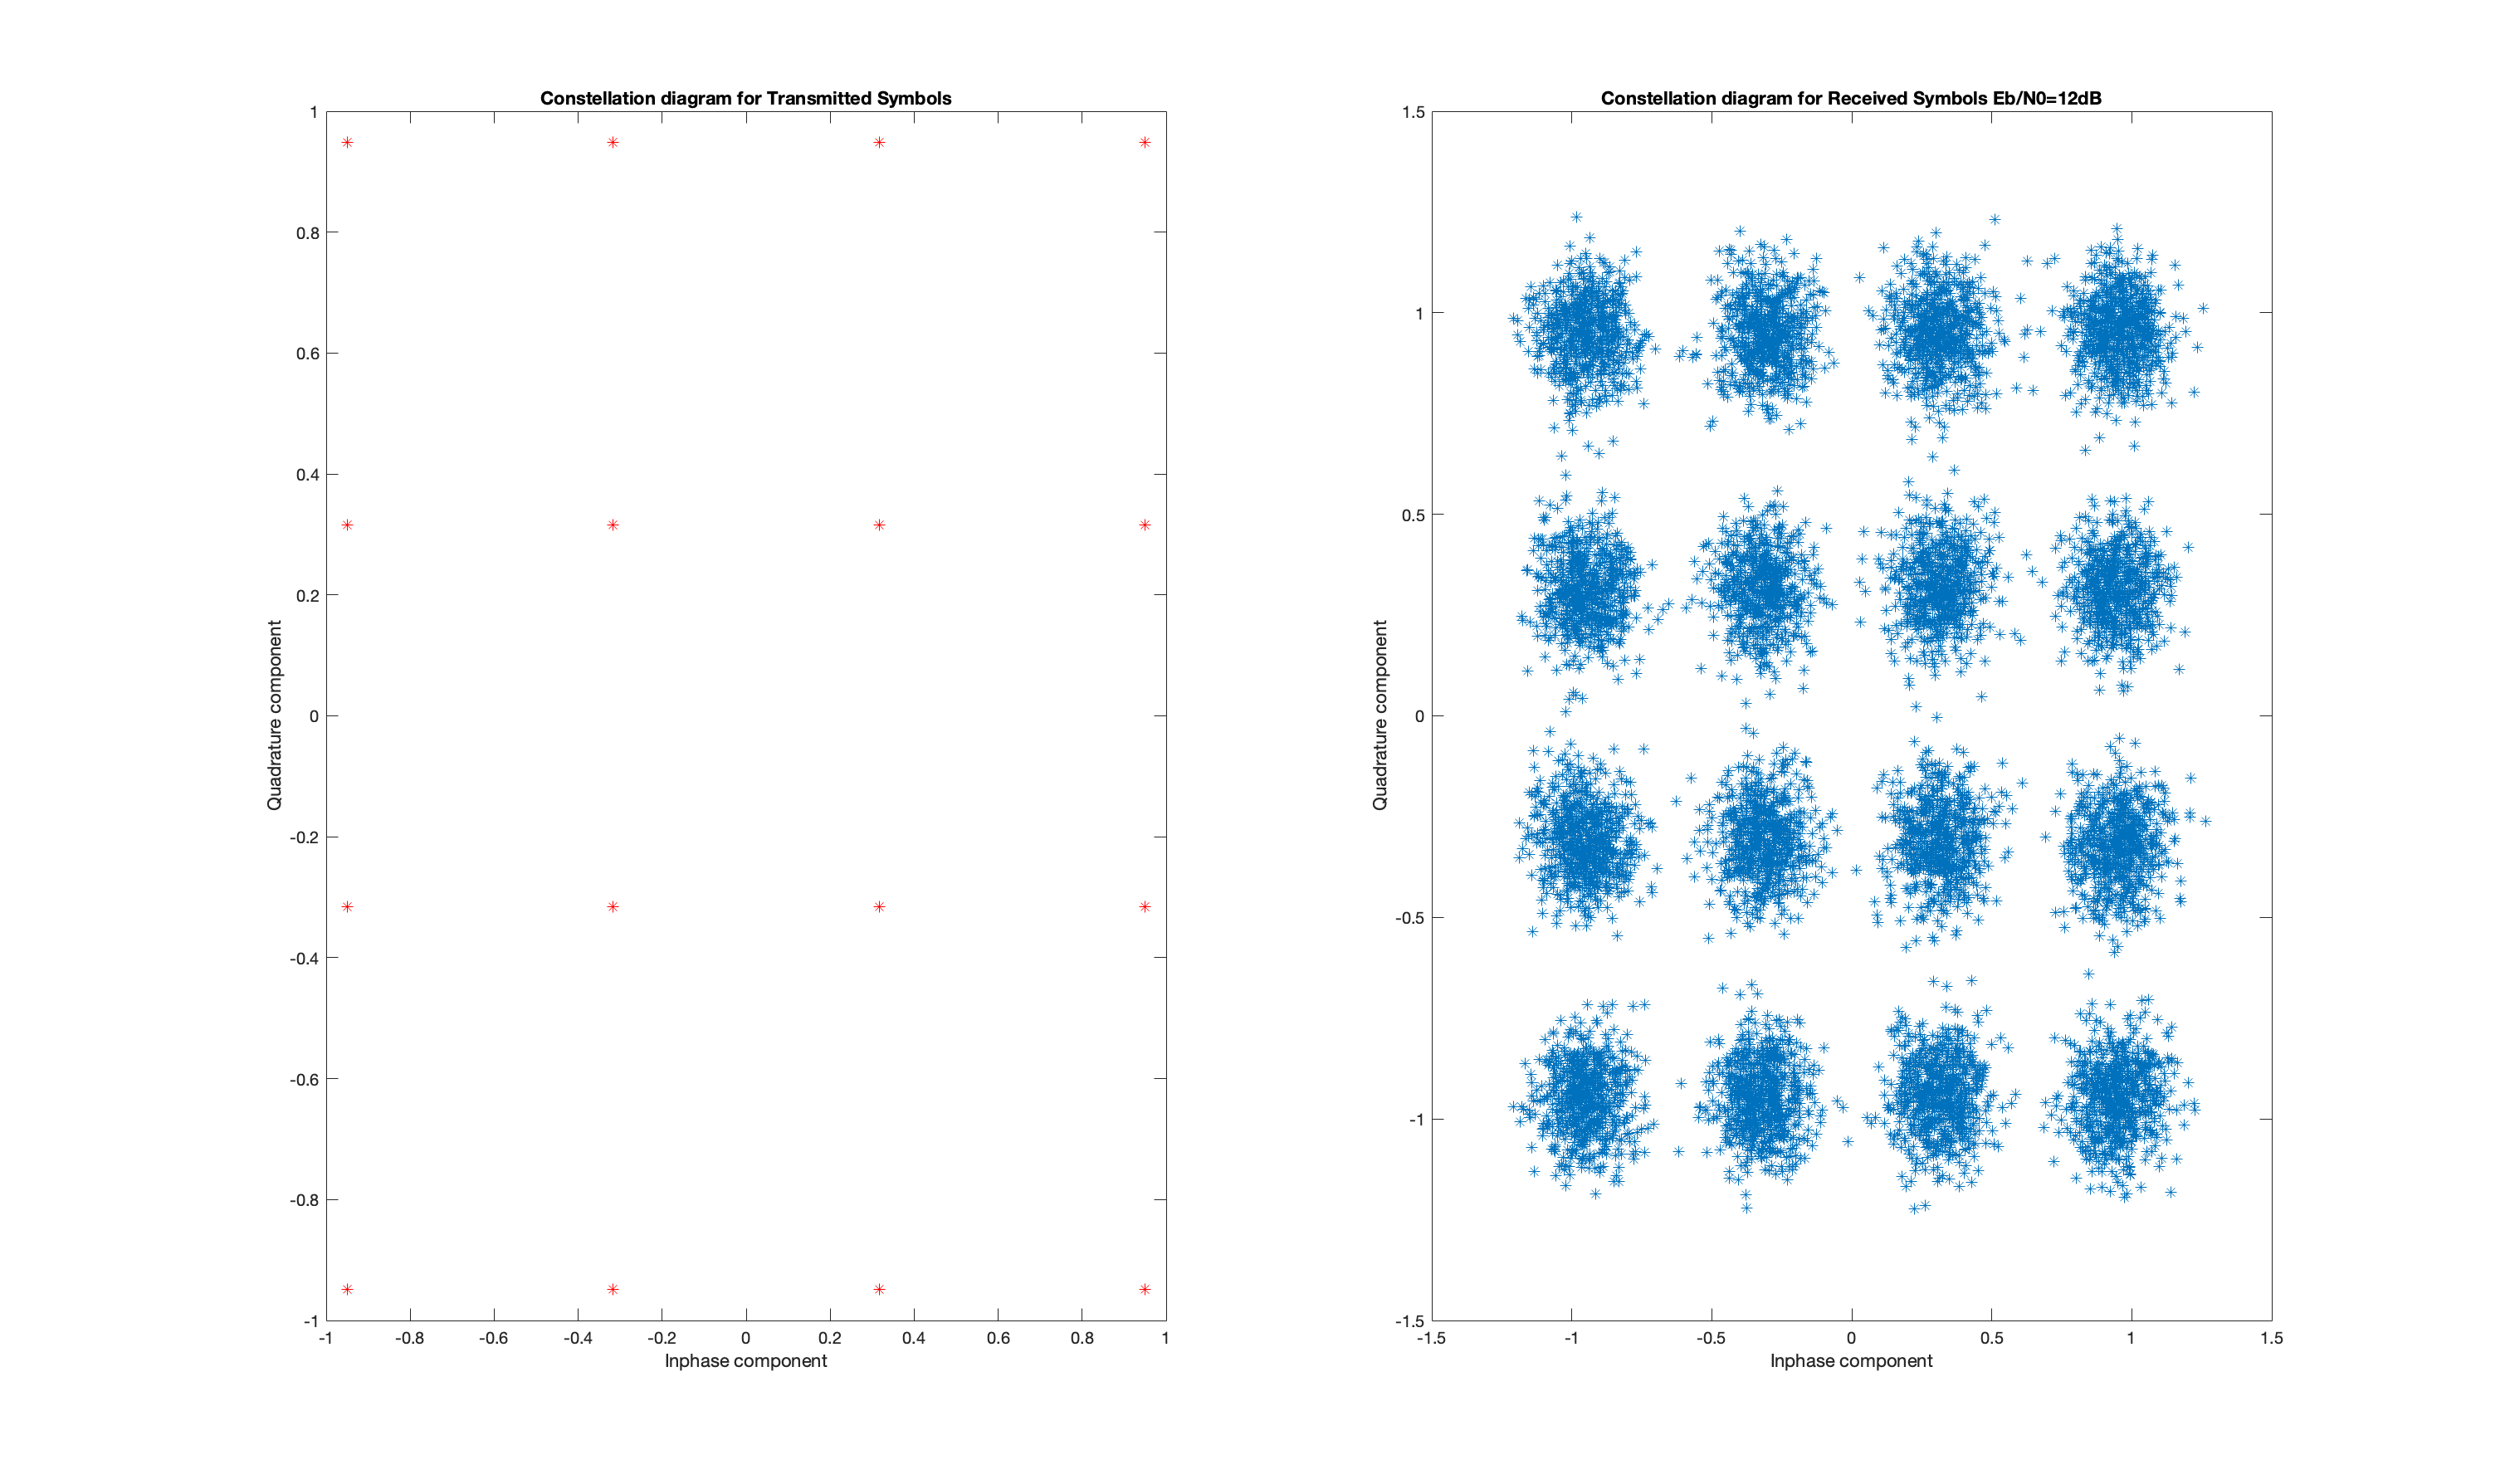 Constellation diagram for Transmitted Symbols
1
0.8
0.6
0.4
0.2
0
-0.2
-0.4
-0.6
-0.8
-1
Quadrature component
-1 -0.8 -0.6 -0.4 -0.2 0 0.2 0.4 0.6 0.8 1
Inphase component
Constellation diagram for Received Symbols Eb/N0=12dB
1.5
1
0.5
0
-0.5
-1
-1.5
Quadrature component
-1.5 -1 -0.5 0 0.5 1 1.5
Inphase component